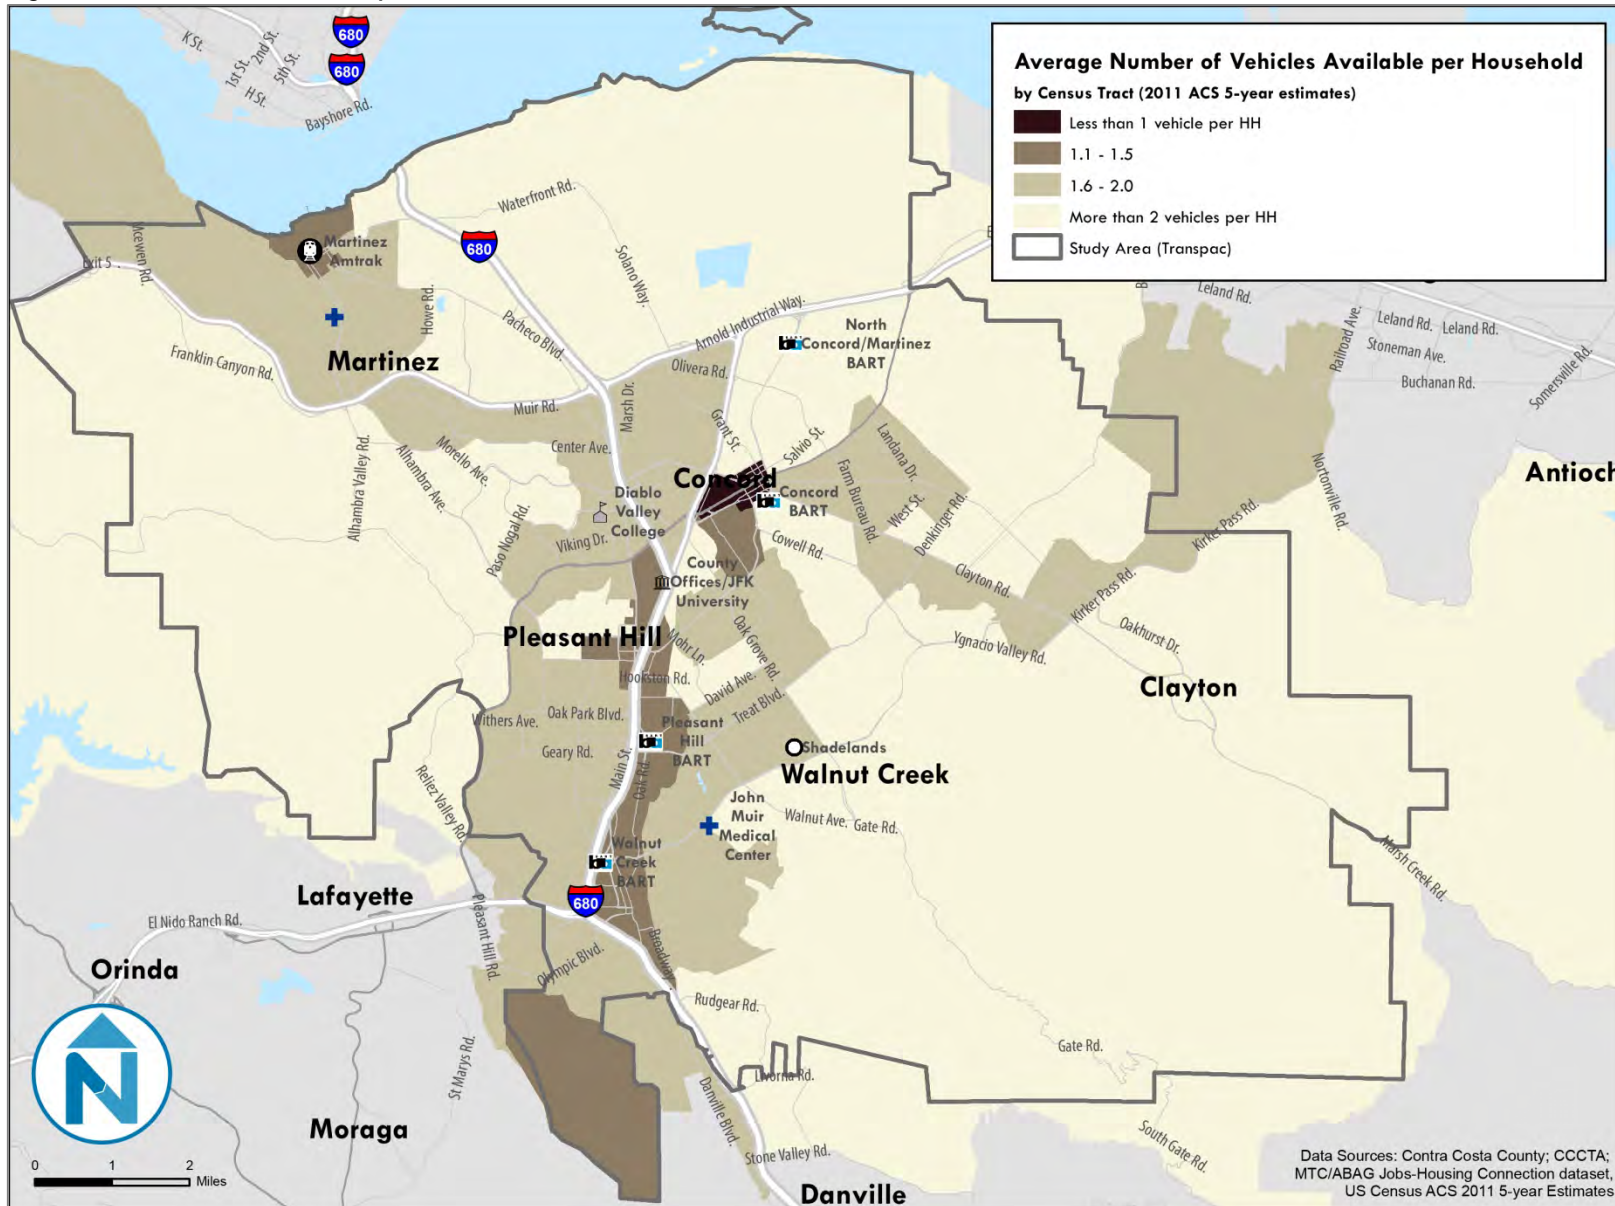 680
680
K St.
2nd St.
1st St.
5th St.
H St.
Bayshore Rd.
Average Number of Vehicles Available per Household
by Census Tract (2011 ACS 5-year estimates)
Less than 1 vehicle per HH
1.1 - 1.5
1.6 - 2.0
More than 2 vehicles per HH
Study Area (Transpac)
Waterfront Rd.
680
Martinez
Amtrak
Mcewen Rd.
Exit 5
Howe Rd.
Solano Way.
Pacheco Blvd.
Arnold Industrial Way.
North
Concord/Martinez
BART
Leland Rd.
Leland Rd.
Leland Rd.
Railroad Ave.
Stoneman Ave.
Buchanan Rd.
Somersville Rd.
Martinez
Franklin Canyon Rd.
Olivera Rd.
Muir Rd.
Marsh Dr.
Grant St.
Salvio St.
Landana Dr.
Center Ave.
Morello Ave.
Alhambra Ave.
Alhambra Valley Rd.
Paso Nogal Rd.
Concord
Concord
BART
Farm Bureau Rd.
West St.
Denkinger Rd.
Nortonville Rd.
Antioch
Diablo
Valley
College
Viking Dr.
Cowell Rd.
Kirker Pass Rd.
County
Offices/JFK
University
Clayton Rd.
Kirker Pass Rd.
Oakhurst Dr.
Pleasant Hill
Mohr Ln.
Oak Grove Rd.
Ygnacio Valley Rd.
Hookston Rd.
David Ave.
Treat Blvd.
Clayton
Withers Ave.
Oak Park Blvd.
Geary Rd.
Pleasant
Hill
BART
Main St.
Oak Rd.
Shadelands
Walnut Creek
Reliez Valley Rd.
John
Muir
Medical
Center
Walnut Ave.
Gate Rd.
Walnut
Creek
BART
Marsh Creek Rd.
680
Lafayette
El Nido Ranch Rd.
Pleasant Hill Rd.
Orinda
Olympic Blvd.
Broadway
Rudgear Rd.
N
St Marys Rd.
Gate Rd.
Livorna Rd.
Danville Blvd.
Moraga
Stone Valley Rd.
South Gate Rd.
Danville
0 1 2
Miles
Data Sources: Contra Costa County; CCCTA;
MTC/ABAG Jobs-Housing Connection dataset,
US Census ACS 2011 5-year Estimates